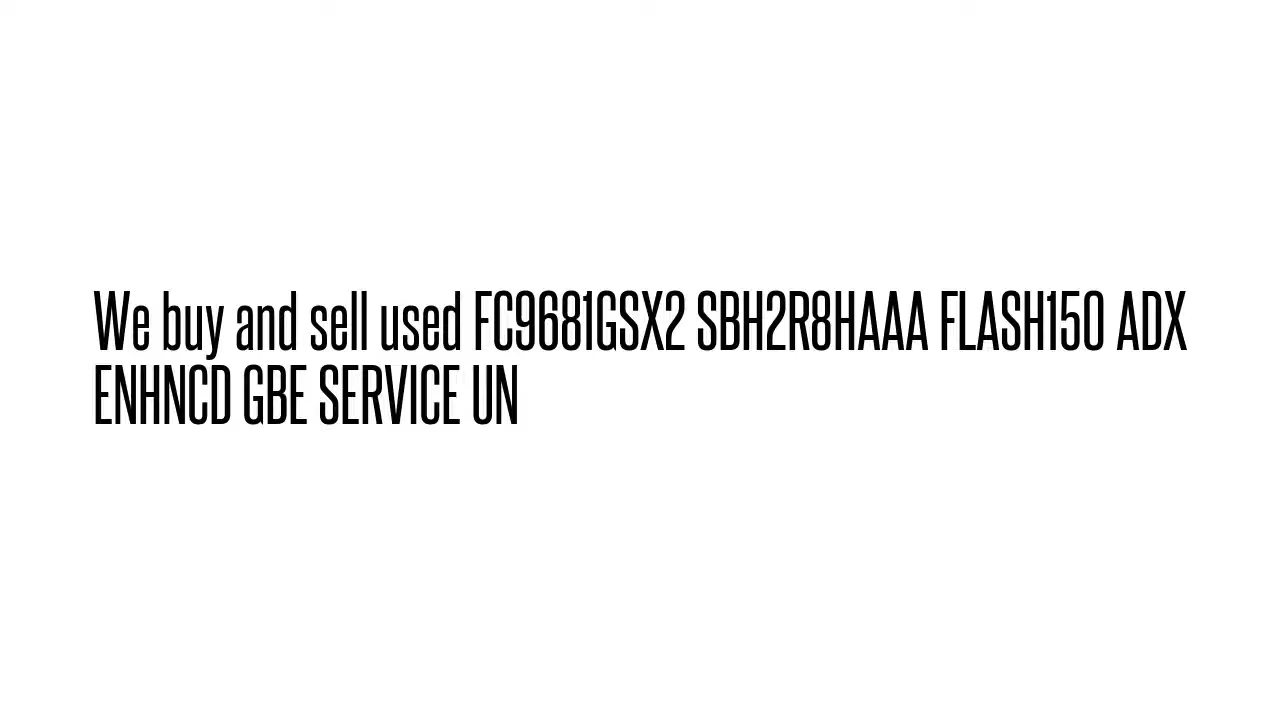 We buy and sell used FC9681GSX2 SBH2R8HAAA FLASH150 ADX
ENHNCD GBE SERVICE UN